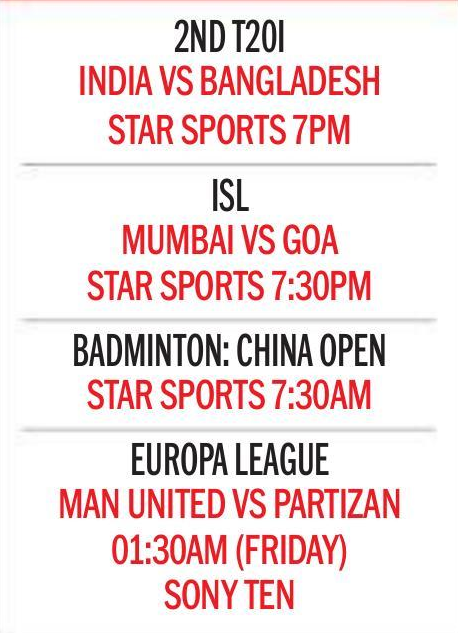 2ND T20I
INDIA VS BANGLADESH
STAR SPORTS 7PM
ISL
MUMBAI VS GOA
STAR SPORTS 7:30PM
BADMINTON: CHINA OPEN
STAR SPORTS 7:30AM
EUROPA LEAGUE
MAN UNITED VS PARTIZAN
01:30AM (FRIDAY)
SONY TEN